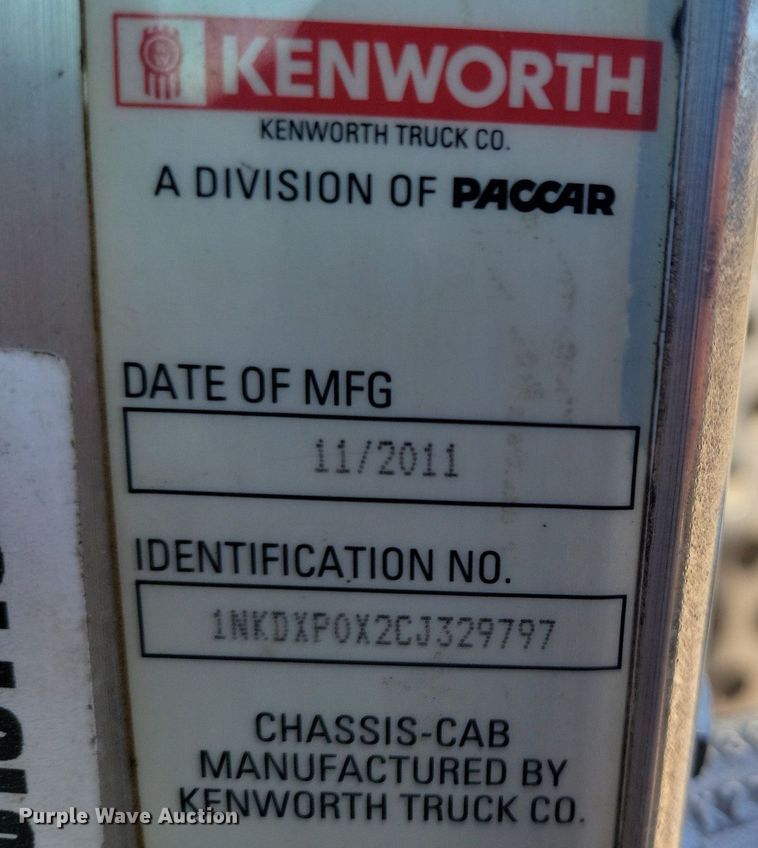 KENWORTH
KENWORTH TRUCK CO.
A DIVISION OF PACCAR
DATE OF MFG
11/2011
IDENTIFICATION NO.
1NKDXP0X2CJ329797
CHASSIS-CAB
MANUFACTURED BY
KENWORTH TRUCK CO.
Purple Wave Auction